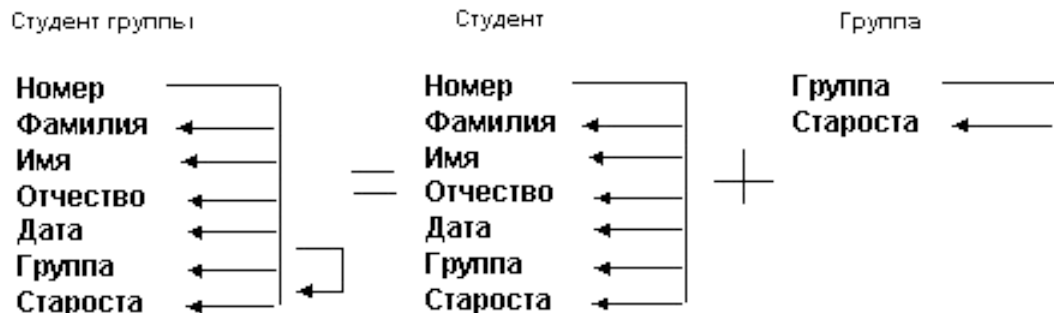 Студент группы
Студент
Группа
Номер
Фамилия
Имя
Отчество
Дата
Группа
Староста
=
Номер
Фамилия
Имя
Отчество
Дата
Группа
Староста
+
Группа
Староста